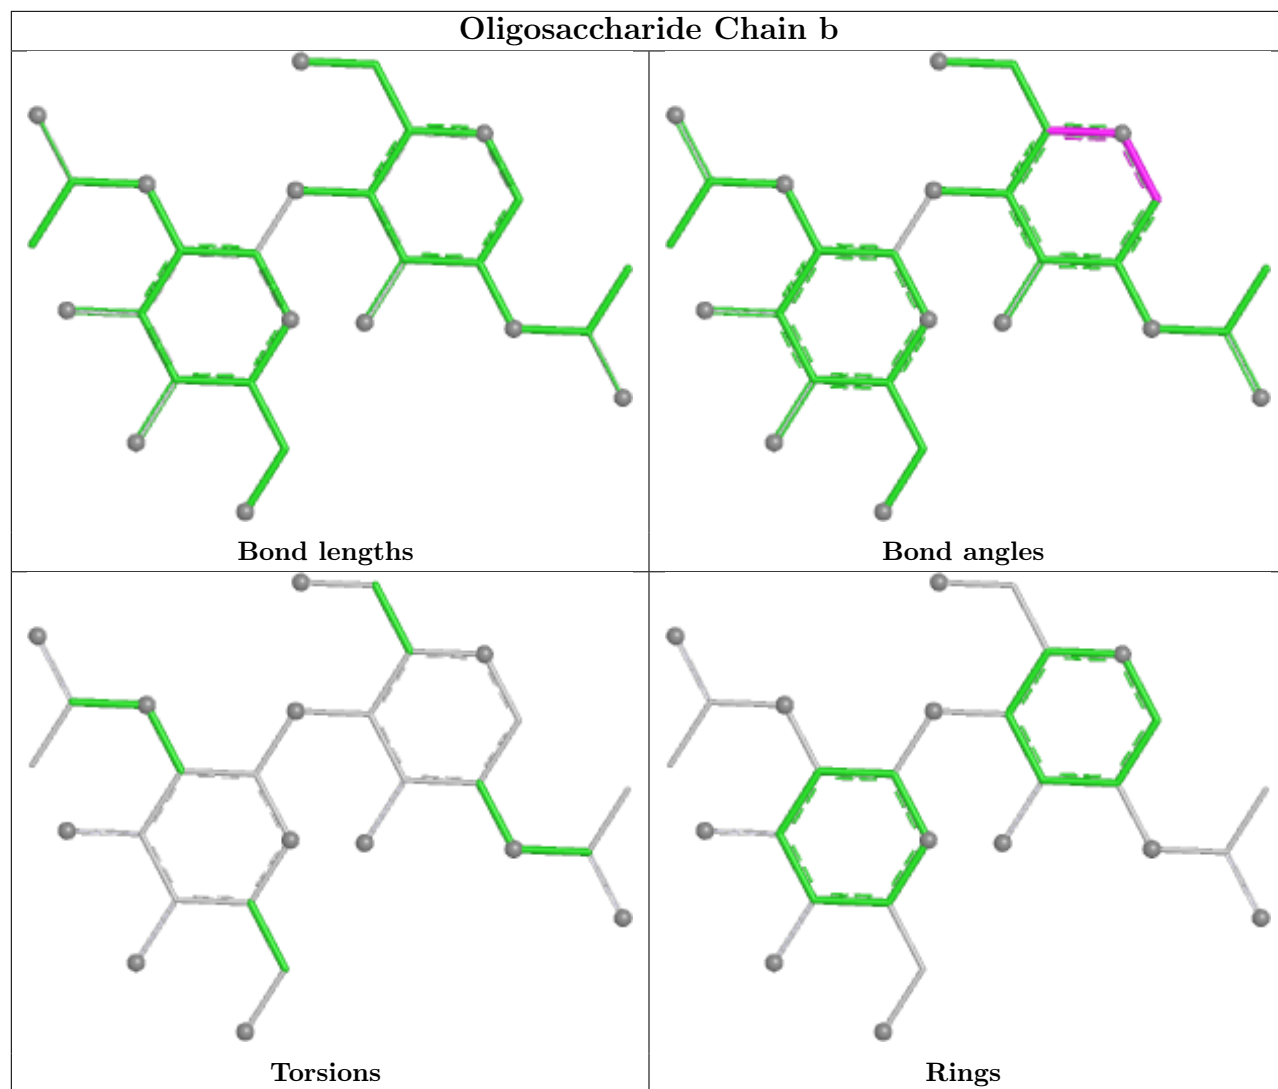 Oligosaccharide Chain b
Bond lengths
Bond angles
Torsions
Rings